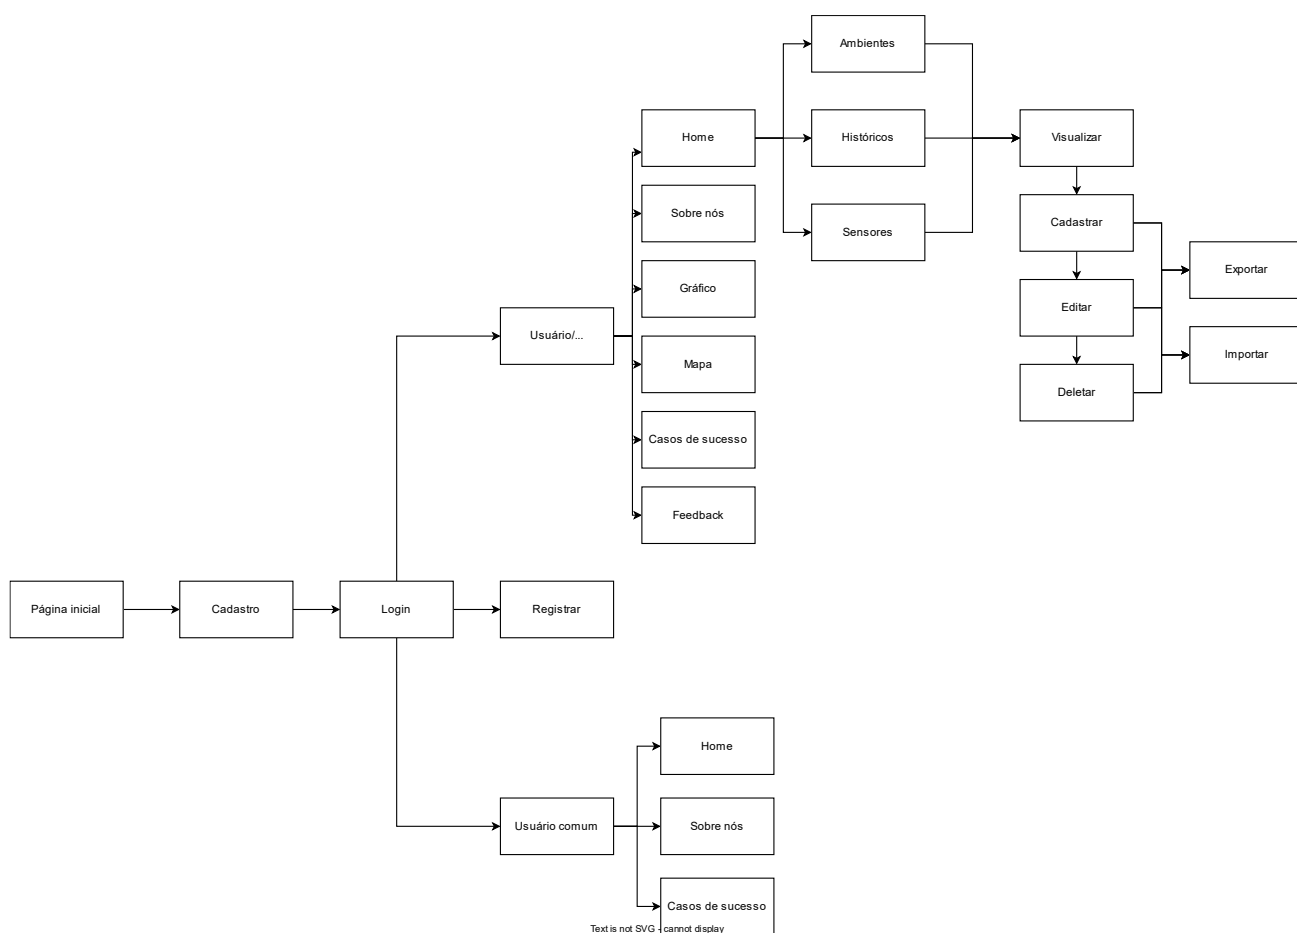 Ambientes
Home
Históricos
Visualizar
Sobre nós
Cadastrar
Sensores
Exportar
Gráfico
Editar
Usuário/...
Importar
Mapa
Deletar
Casos de sucesso
Feedback
Página inicial
Cadastro
Login
Registrar
Home
Usuário comum
Sobre nós
Casos de sucesso
Text is not SVG - cannot display